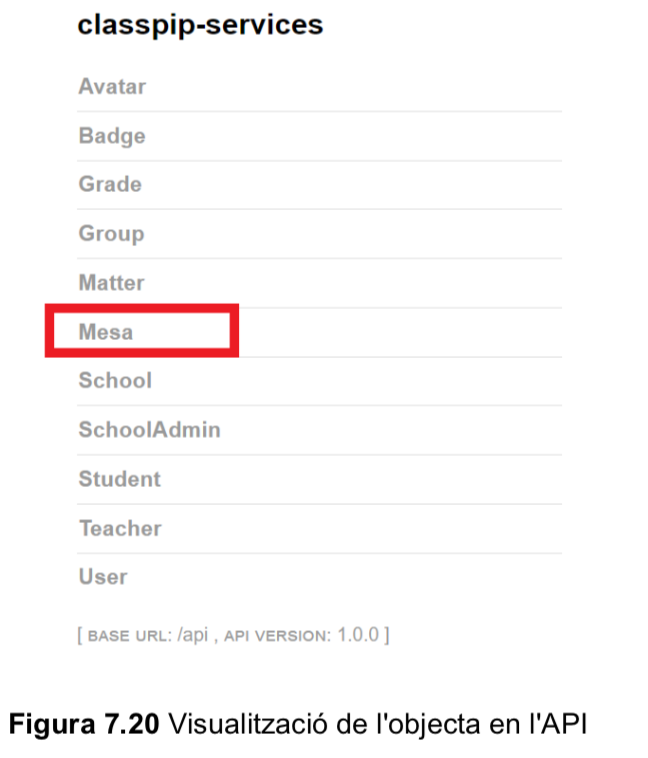 classpip-services
Avatar
Badge
Grade
Group
Matter
Mesa
School
SchoolAdmin
Student
Teacher
User
[ BASE URL: /api , API VERSION: 1.0.0 ]
Figura 7.20 Visualització de l'objecta en l'API